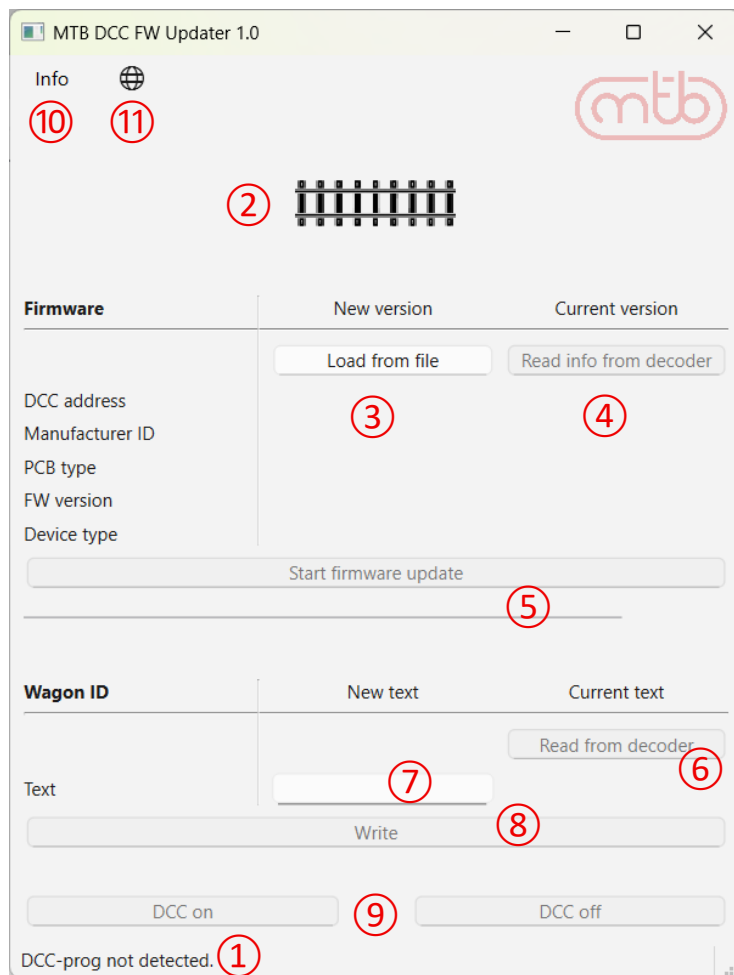 MTB DCC FW Updater 1.0
Info
⑩ ⑪
mtb
②
Firmware New version Current version
Load from file Read info from decoder
DCC address ③ ④
Manufacturer ID
PCB type
FW version
Device type
Start firmware update
⑤
Wagon ID New text Current text
Read from decoder
⑥
Text ⑦
⑧
Write
DCC on ⑨ DCC off
DCC-prog not detected. ①